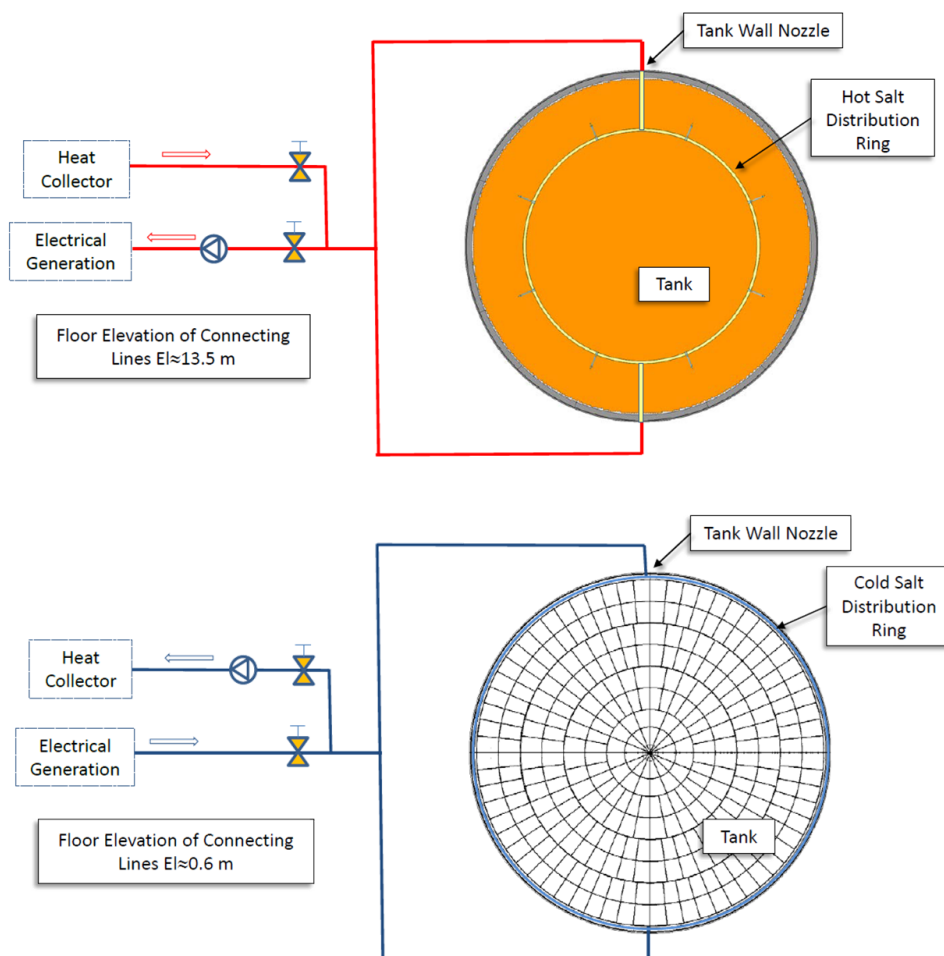 Tank Wall Nozzle
Hot Salt
Distribution
Ring
Heat
Collector
Electrical
Generation
Tank
Floor Elevation of Connecting
Lines El≈13.5 m
Tank Wall Nozzle
Cold Salt
Distribution
Ring
Heat
Collector
Electrical
Generation
Tank
Floor Elevation of Connecting
Lines El≈0.6 m